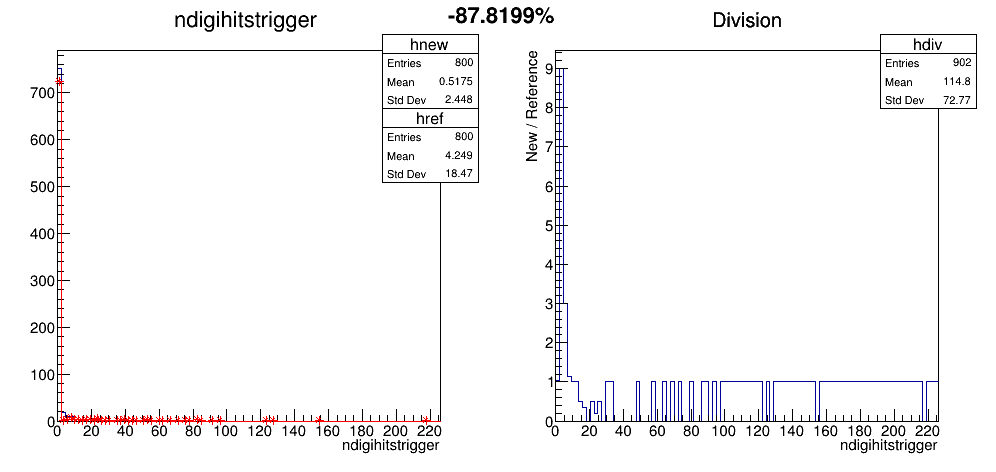 -87.8199%
ndigihitstrigger
hnew
Entries 800
Mean 0.5175
Std Dev 2.448
href
Entries 800
Mean 4.249
Std Dev 18.47
700
600
500
400
300
200
100
0
0 20 40 60 80 100 120 140 160 180 200 220
ndigihitstrigger
Division
hdiv
Entries 902
Mean 114.8
Std Dev 72.77
New / Reference
9
8
7
6
5
4
3
2
1
0
0 20 40 60 80 100 120 140 160 180 200 220
ndigihitstrigger